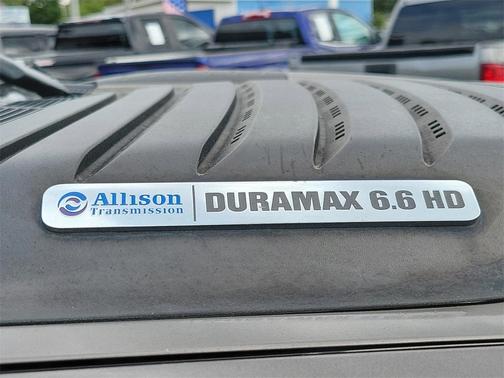 Allison DURAMAX 6.6 HD
Transmission